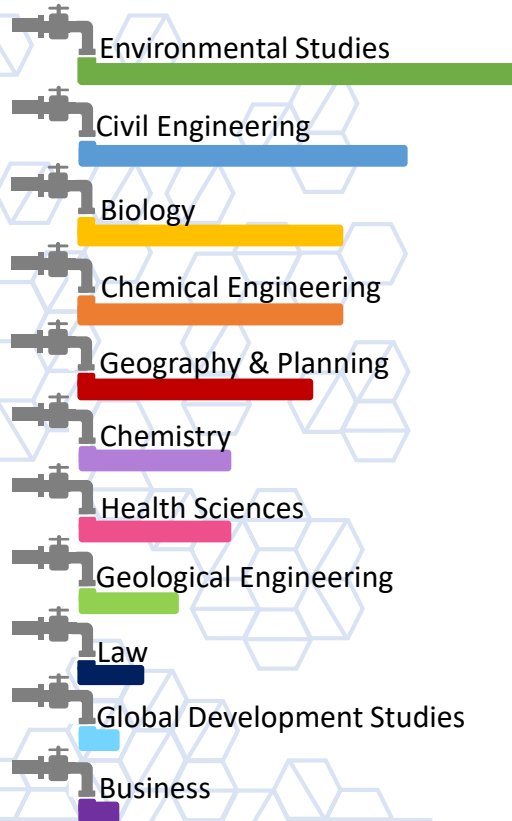 Environmental Studies
Civil Engineering
Biology
Chemical Engineering
Geography & Planning
Chemistry
Health Sciences
Geological Engineering
Law
Global Development Studies
Business